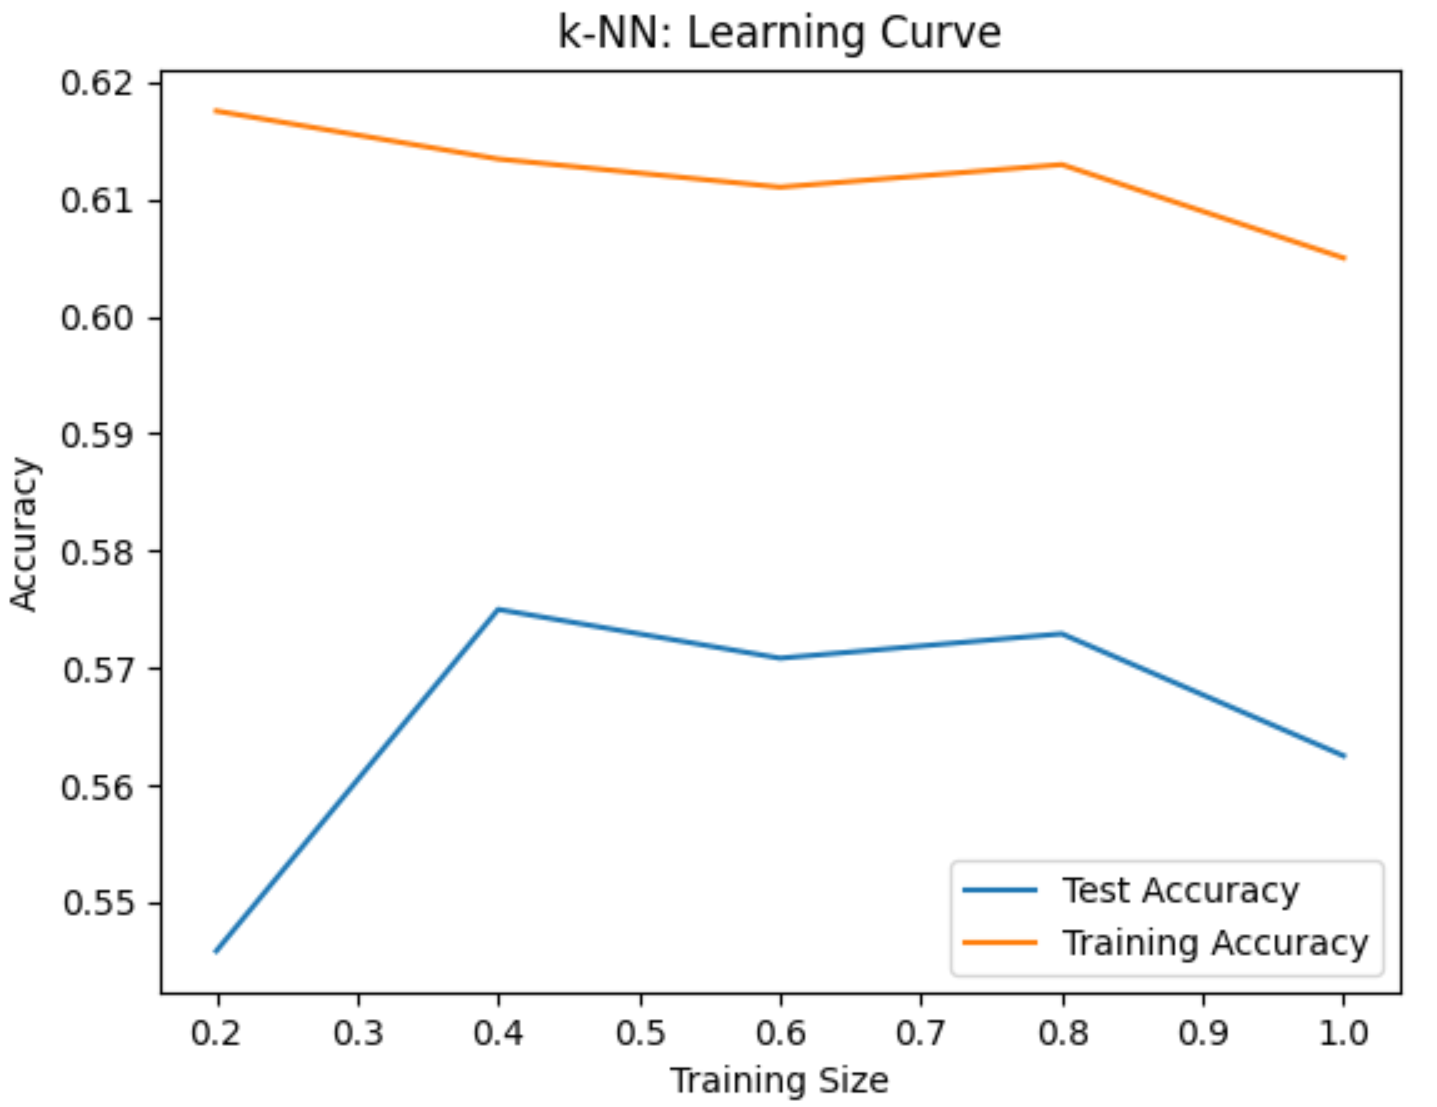 k-NN: Learning Curve
0.62
0.61
0.60
0.59
0.58
0.57
0.56
0.55
Accuracy
Test Accuracy
Training Accuracy
0.2 0.3 0.4 0.5 0.6 0.7 0.8 0.9 1.0
Training Size